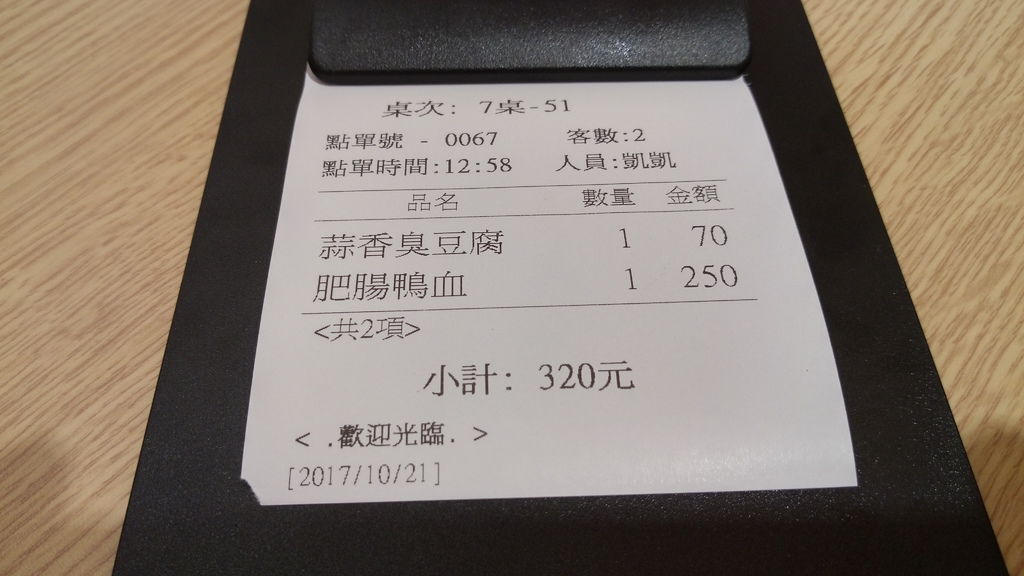 桌次: 7桌-51
點單號 - 0067 客數:2
點單時間:12:58 人員:凱凱
品名 數量 金額
蒜香臭豆腐 1 70
肥腸鴨血 1 250
<共2項>
小計: 320元
< .歡迎光臨. >
[2017/10/21]